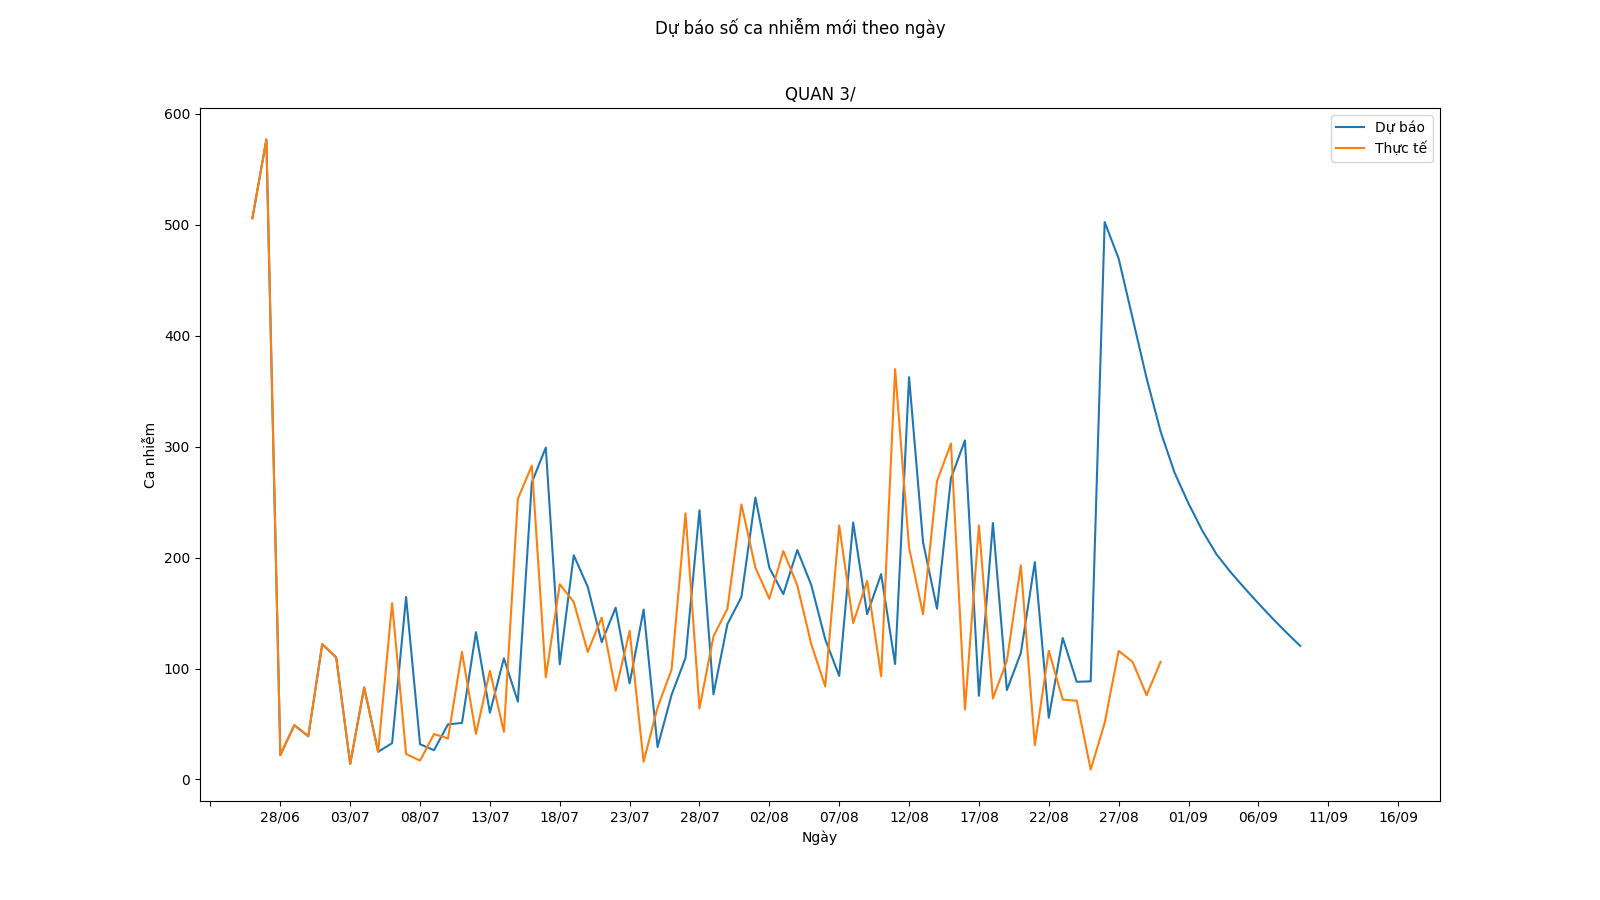 Dự báo số ca nhiễm mới theo ngày
QUAN 3/
600
500
400
300
200
100
0
Ca nhiễm
Dự báo
Thực tế
28/06 03/07 08/07 13/07 18/07 23/07 28/07 02/08 07/08 12/08 17/08 22/08 27/08 01/09 06/09 11/09 16/09
Ngày